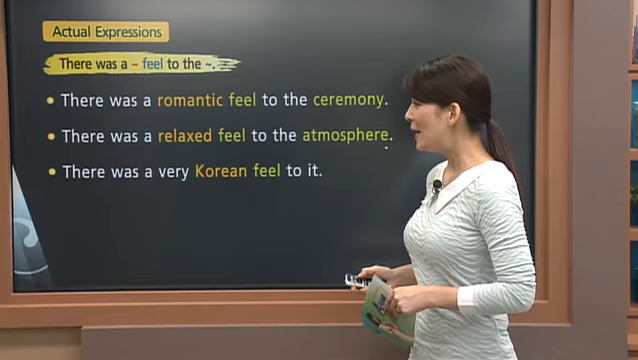 Actual Expressions
There was a ~ feel to the ~.
• There was a romantic feel to the ceremony.
• There was a relaxed feel to the atmosphere.
• There was a very Korean feel to it.